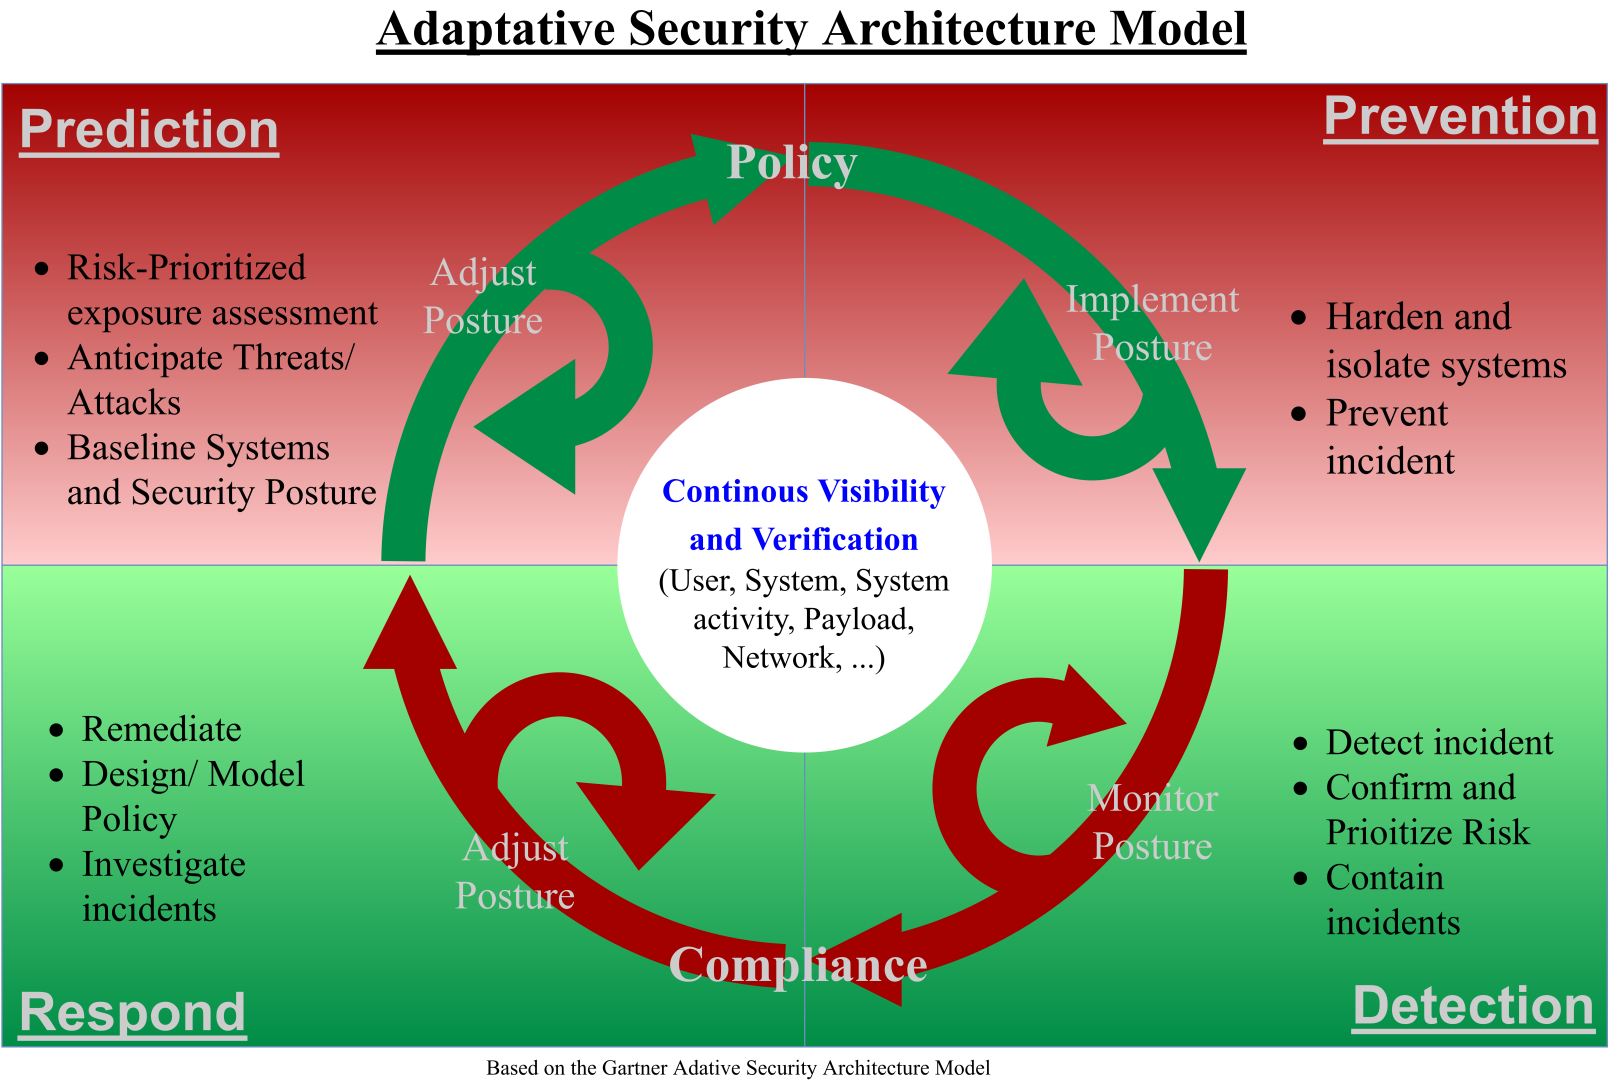 Adaptative Security Architecture Model
Prediction
Prevention
Policy
Adjust
Posture
Implement
Posture
• Risk-Prioritized
exposure assessment
• Anticipate Threats/
Attacks
• Baseline Systems
and Security Posture
• Harden and
isolate systems
• Prevent
incident
Continous Visibility
and Verification
(User, System, System
activity, Payload,
Network, ...)
• Remediate
• Design/ Model
Policy
• Investigate
incidents
Adjust
Posture
Monitor
Posture
• Detect incident
• Confirm and
Prioitize Risk
• Contain
incidents
Compliance
Respond
Detection
Based on the Gartner Adative Security Architecture Model